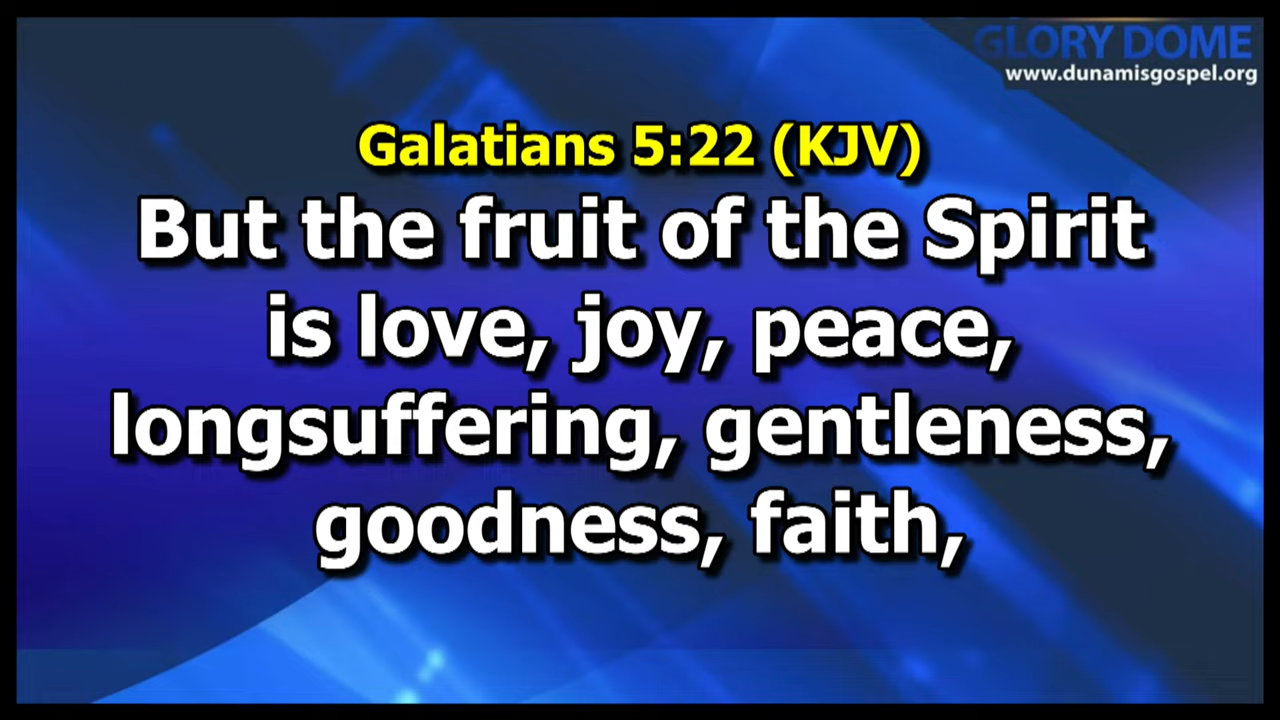 GLORY DOME
www.dunamisgospel.org
Galatians 5:22 (KJV)
But the fruit of the Spirit
is love, joy, peace,
longsuffering, gentleness,
goodness, faith,